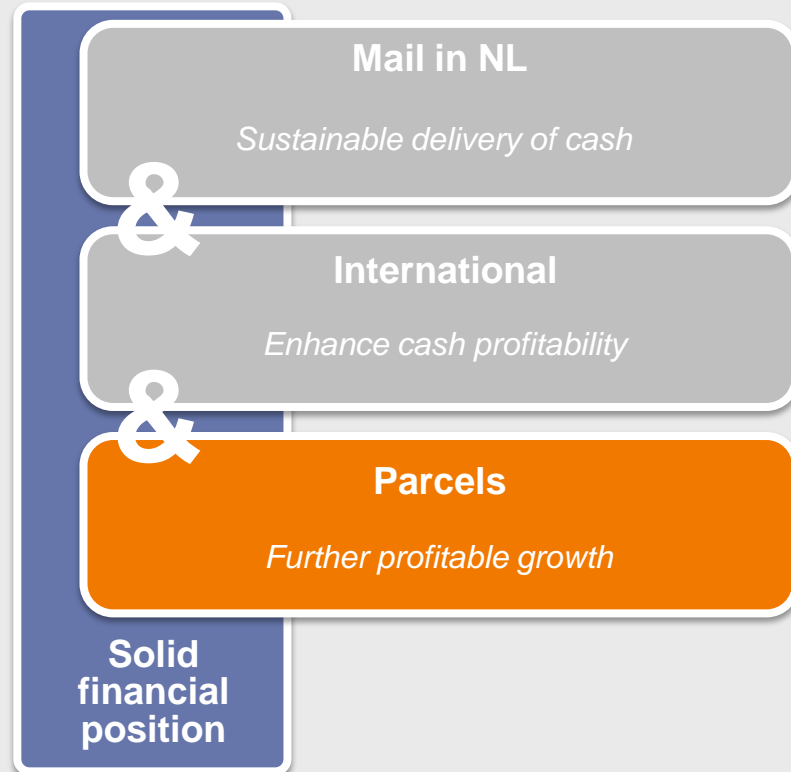 Mail in NL
Sustainable delivery of cash
&
International
Enhance cash profitability
&
Parcels
Further profitable growth
Solid
financial
position